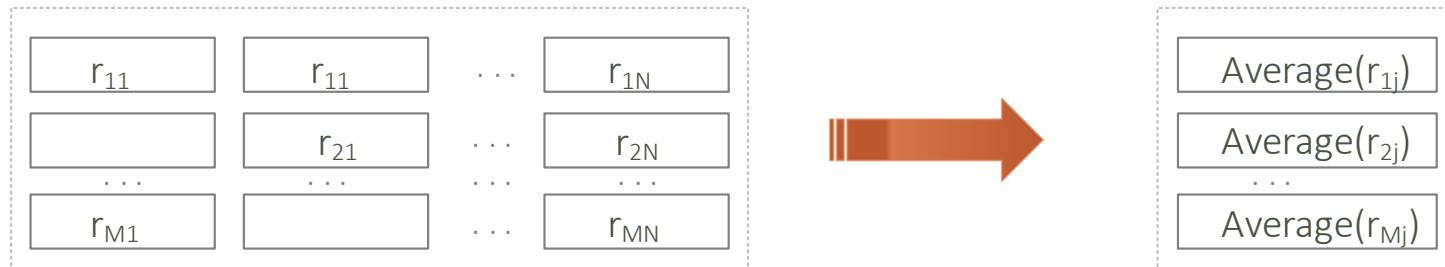 r11 r11 ... r1N Average(r1j)
r21 ... r2N Average(r2j)
... ... ... ... ...
rM1 ... rMN Average(rMj)